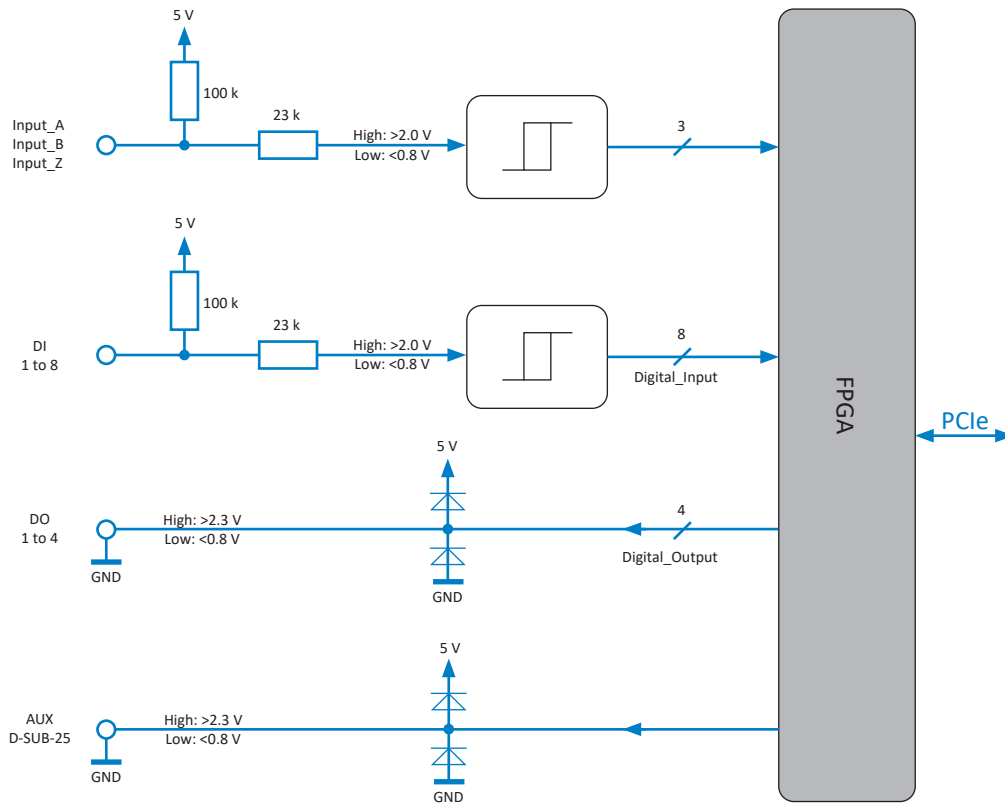 5 V
100 k
23 k
Input_A
Input_B
Input_Z
High: >2.0 V
Low: <0.8 V
3
5 V
100 k
23 k
DI
1 to 8
High: >2.0 V
Low: <0.8 V
8
Digital_Input
FPGA
PCIe
5 V
DO
1 to 4
High: >2.3 V
Low: <0.8 V
4
Digital_Output
GND
GND
5 V
AUX
D-SUB-25
High: >2.3 V
Low: <0.8 V
GND
GND